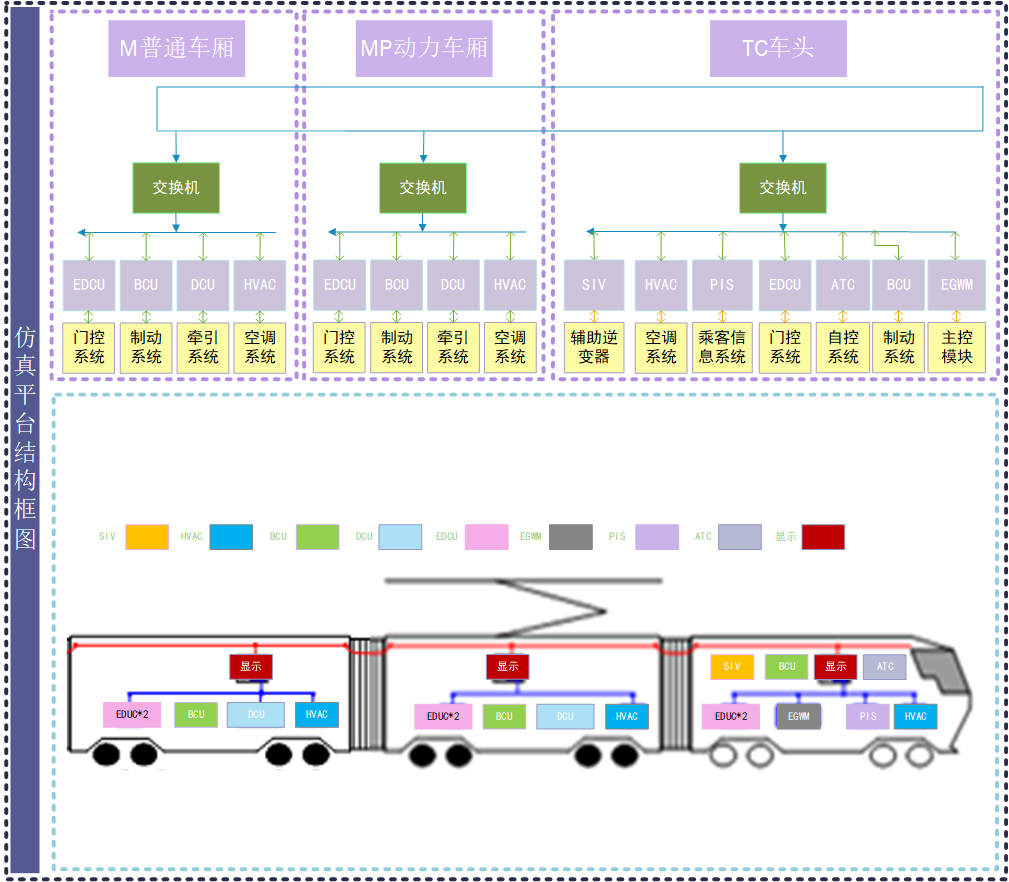 仿真平台结构框图
M普通车厢
MP动力车厢
TC车头
交换机
交换机
交换机
EDCU
BCU
DCU
HVAC
EDCU
BCU
DCU
HVAC
SIV
HVAC
PIS
EDCU
ATC
BCU
EGWM
门控
系统
制动
系统
牵引
系统
空调
系统
门控
系统
制动
系统
牵引
系统
空调
系统
辅助逆
变器
空调
系统
乘客信
息系统
门控
系统
自控
系统
制动
系统
主控
模块
SIV
HVAC
BCU
DCU
EDCU
EGWM
PIS
ATC
显示
显示
EDUC*2
BCU
DCU
HVAC
显示
EDUC*2
BCU
DCU
HVAC
SIV
BCU
显示
ATC
EDUC*2
EGWM
PIS
HVAC